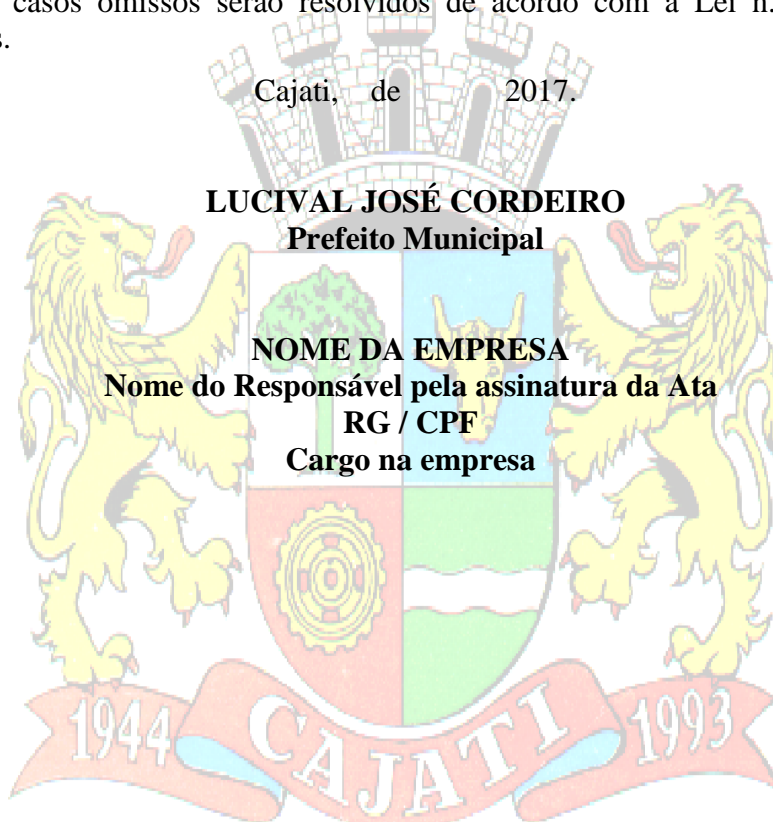 casos omissos serão resolvidos de acordo com a Lei n.
s.
Cajati, de 2017.
LUCIVAL JOSÉ CORDEIRO
Prefeito Municipal
NOME DA EMPRESA
Nome do Responsável pela assinatura da Ata
RG / CPF
Cargo na empresa
1944 CAJATI 1993